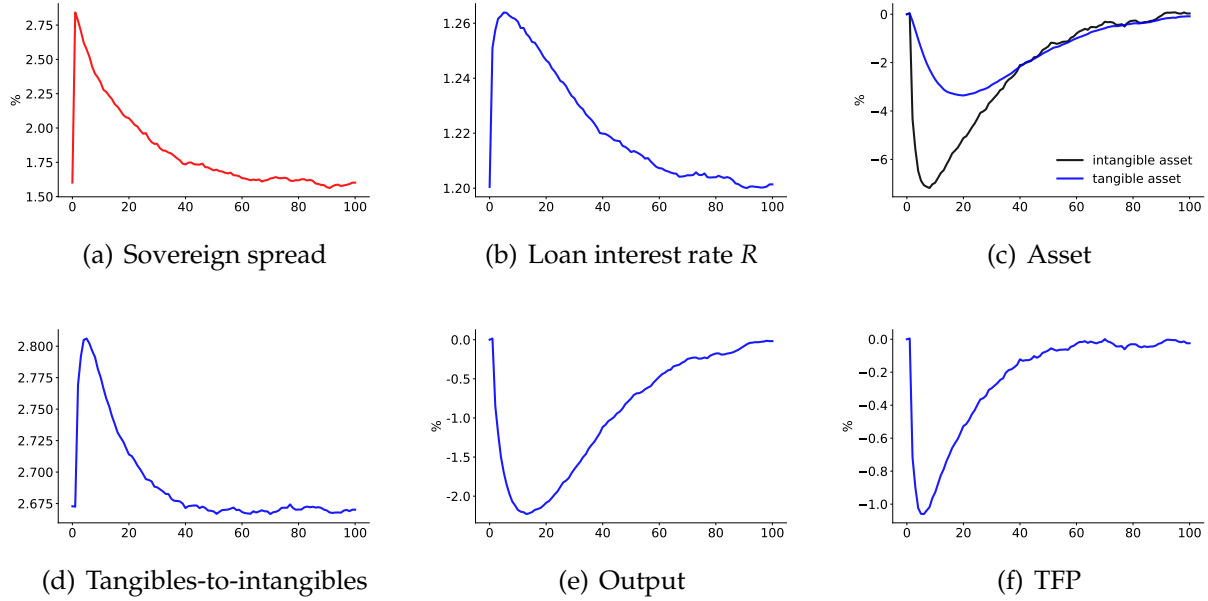 %
2.75
2.50
2.25
2.00
1.75
1.50
0 20 40 60 80 100
(a) Sovereign spread
1.26
1.24
1.22
1.20
0 20 40 60 80 100
(b) Loan interest rate R
%
0
−2
−4
−6
intangible asset
tangible asset
0 20 40 60 80 100
(c) Asset
2.800
2.775
2.750
2.725
2.700
2.675
0 20 40 60 80 100
(d) Tangibles-to-intangibles
%
0.0
-0.5
-1.0
-1.5
-2.0
0 20 40 60 80 100
(e) Output
%
0.0
−0.2
−0.4
−0.6
−0.8
−1.0
0 20 40 60 80 100
(f) TFP